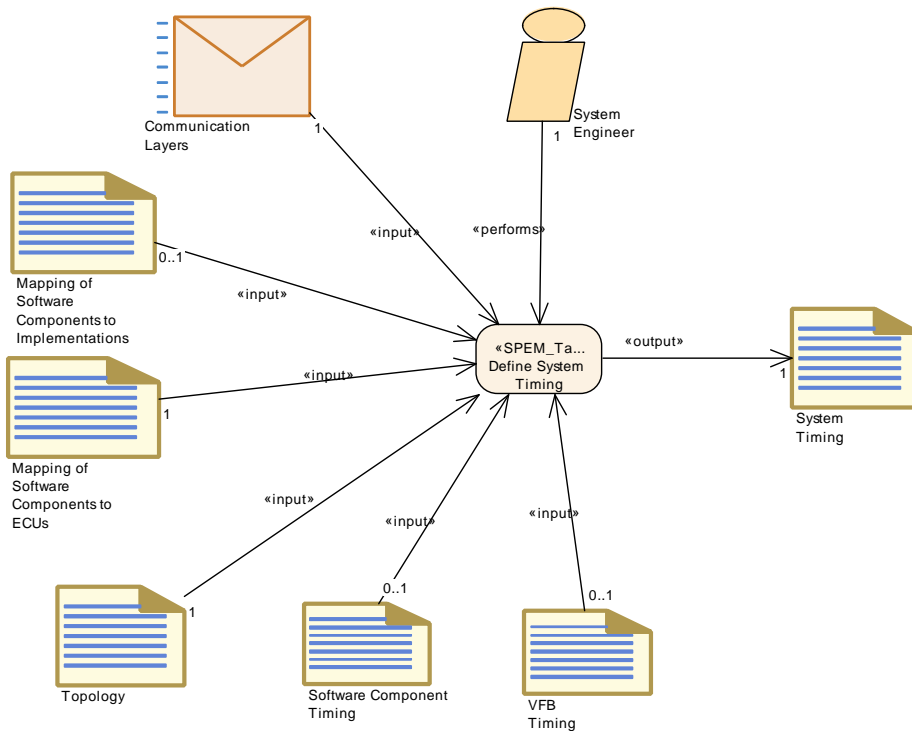 Communication
Layers
1
System
Engineer
1
«input»
«performs»
Mapping of
Software
Components to
Implementations
0..1
«input»
«SPEM_Ta...
Define System
Timing
«output»
1
System
Timing
Mapping of
Software
Components to
ECUs
1
«input»
Topology
1
«input»
Software Component
Timing
0..1
«input»
VFB
Timing
0..1
«input»